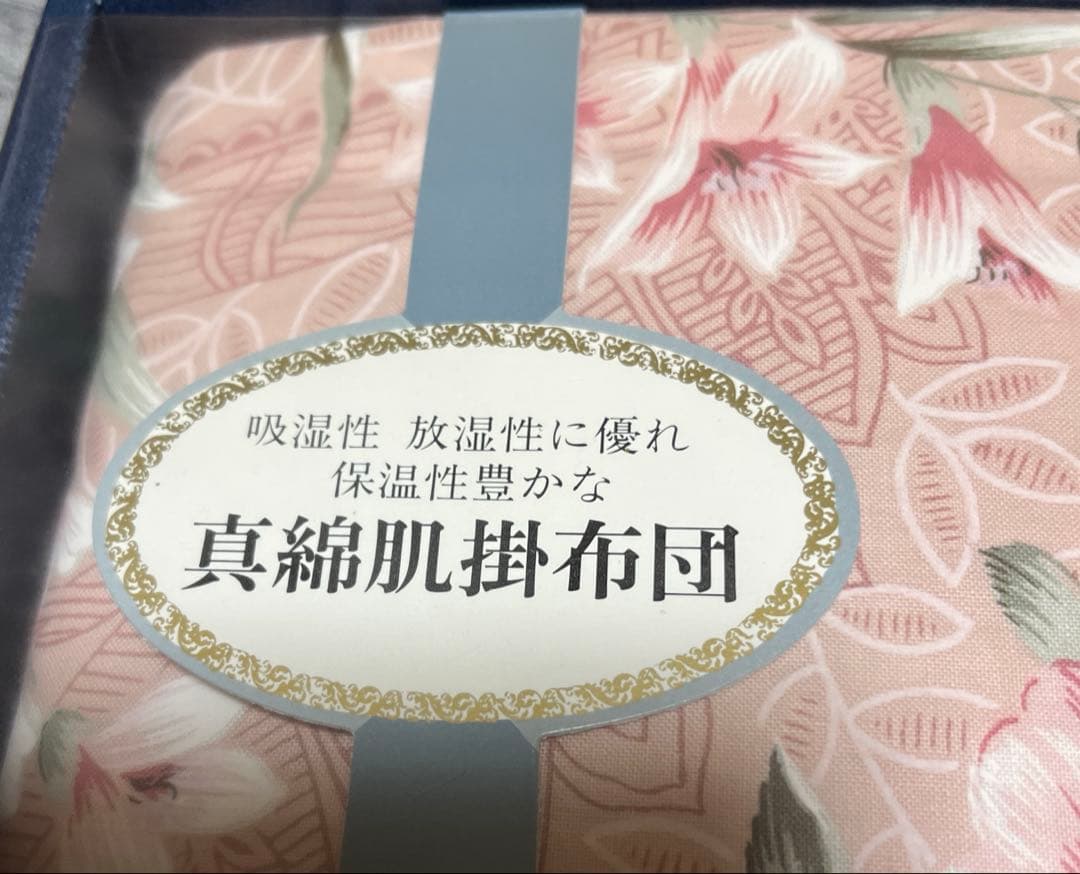 吸湿性 放湿性に優れ
保温性豊かな
真綿肌掛布団